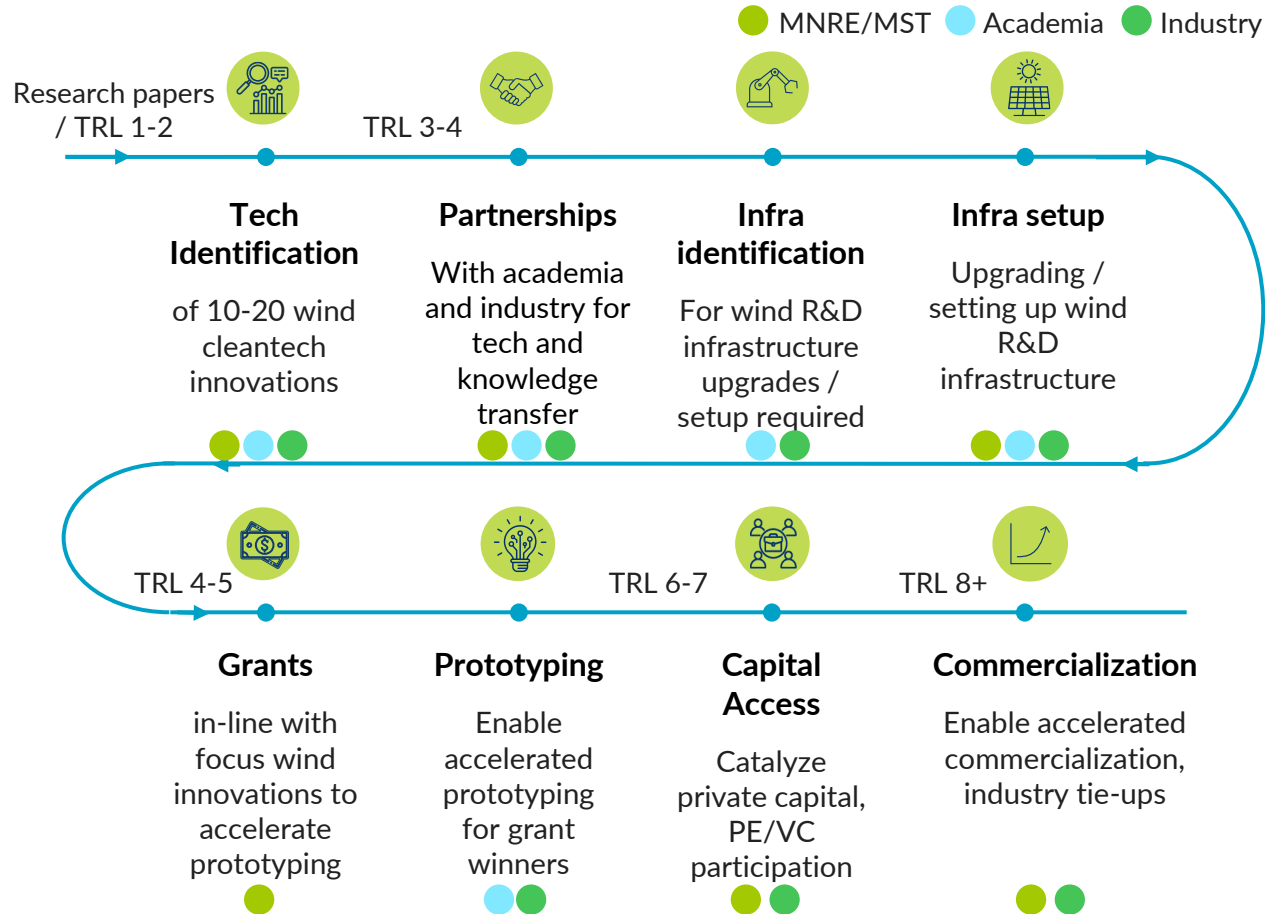 MNRE/MST Academia Industry
Research papers
/ TRL 1-2
TRL 3-4
Tech
Identification
of 10-20 wind
cleantech
innovations
Partnerships
With academia
and industry for
tech and
knowledge
transfer
Infra
identification
For wind R&D
infrastructure
upgrades /
setup required
Infra setup
Upgrading /
setting up wind
R&D
infrastructure
TRL 4-5
TRL 6-7
TRL 8+
Grants
in-line with
focus wind
innovations to
accelerate
prototyping
Prototyping
Enable
accelerated
prototyping
for grant
winners
Capital
Access
Catalyze
private capital,
PE/VC
participation
Commercialization
Enable accelerated
commercialization,
industry tie-ups